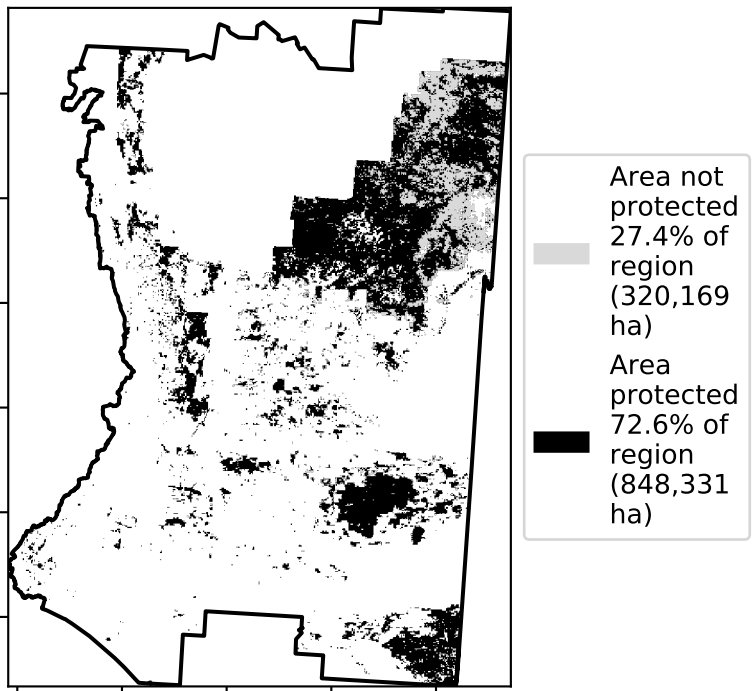 Area not
protected
27.4% of
region
(320,169
ha)
Area
protected
72.6% of
region
(848,331
ha)